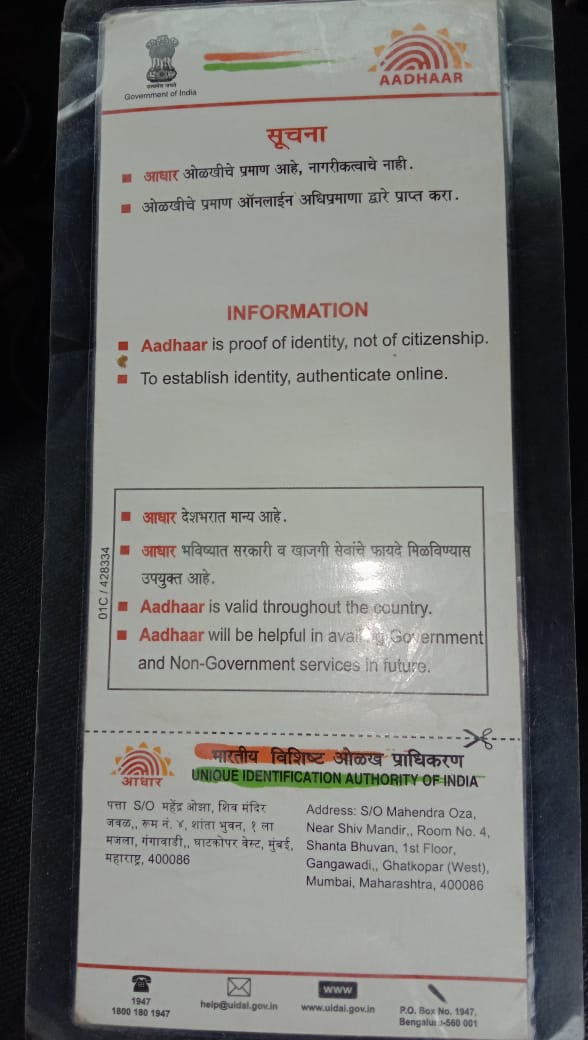 सत्यमेव जयते
Government of India
AADHAAR
सूचना
आधार ओळखीचे प्रमाण आहे, नागरीकत्वाचे नाही.
ओळखीचे प्रमाण ऑनलाईन अधिप्रमाणा द्वारे प्राप्त करा.
INFORMATION
Aadhaar is proof of identity, not of citizenship.
To establish identity, authenticate online.
01C / 428334
आधार देशभरात मान्य आहे.
आधार भविष्यात सरकारी व खाजगी सेवांचे फायदे मिळविण्यास
उपयुक्त आहे.
Aadhaar is valid throughout the country.
Aadhaar will be helpful in Government
and Non-Government services in future.
आधार
भारतीय विशिष्ट ओळख प्राधिकरण
UNIQUE IDENTIFICATION AUTHORITY OF INDIA
पत्ता S/O महेंद्र ओझा, शिव मंदिर
जवळ,, रूम नं. ४, शांता भुवन, १ ला
मजला, गंगावाडी,, घाटकोपर वेस्ट, मुंबई,
महाराष्ट्र, 400086
Address: S/O Mahendra Oza,
Near Shiv Mandir,, Room No. 4,
Shanta Bhuvan, 1st Floor,
Gangawadi,, Ghatkopar (West),
Mumbai, Maharashtra, 400086
1947
1800 180 1947
help@uidai.gov.in
www
www.uidai.gov.in
P.O. Box No. 1947,
560 001